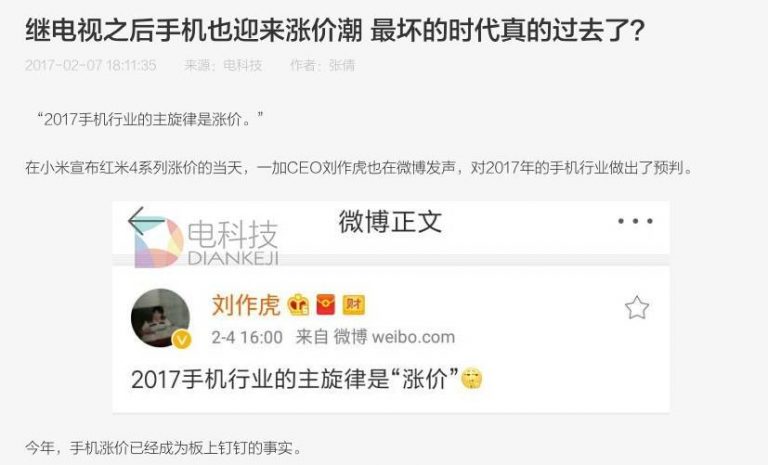 继电视之后手机也迎来涨价潮 最坏的时代真的过去了?
2017-02-07 18:11:35 来源：电科技 作者：张倩
“2017手机行业的主旋律是涨价。”
在小米宣布红米4系列涨价的当天，一加CEO刘作虎也在微博发声，对2017年的手机行业做出了预判。
电科技
DIANKEJI
微博正文
刘作虎 财
2-4 16:00 来自 微博 weibo.com
2017手机行业的主旋律是“涨价”
今年，手机涨价已经成为板上钉钉的事实。